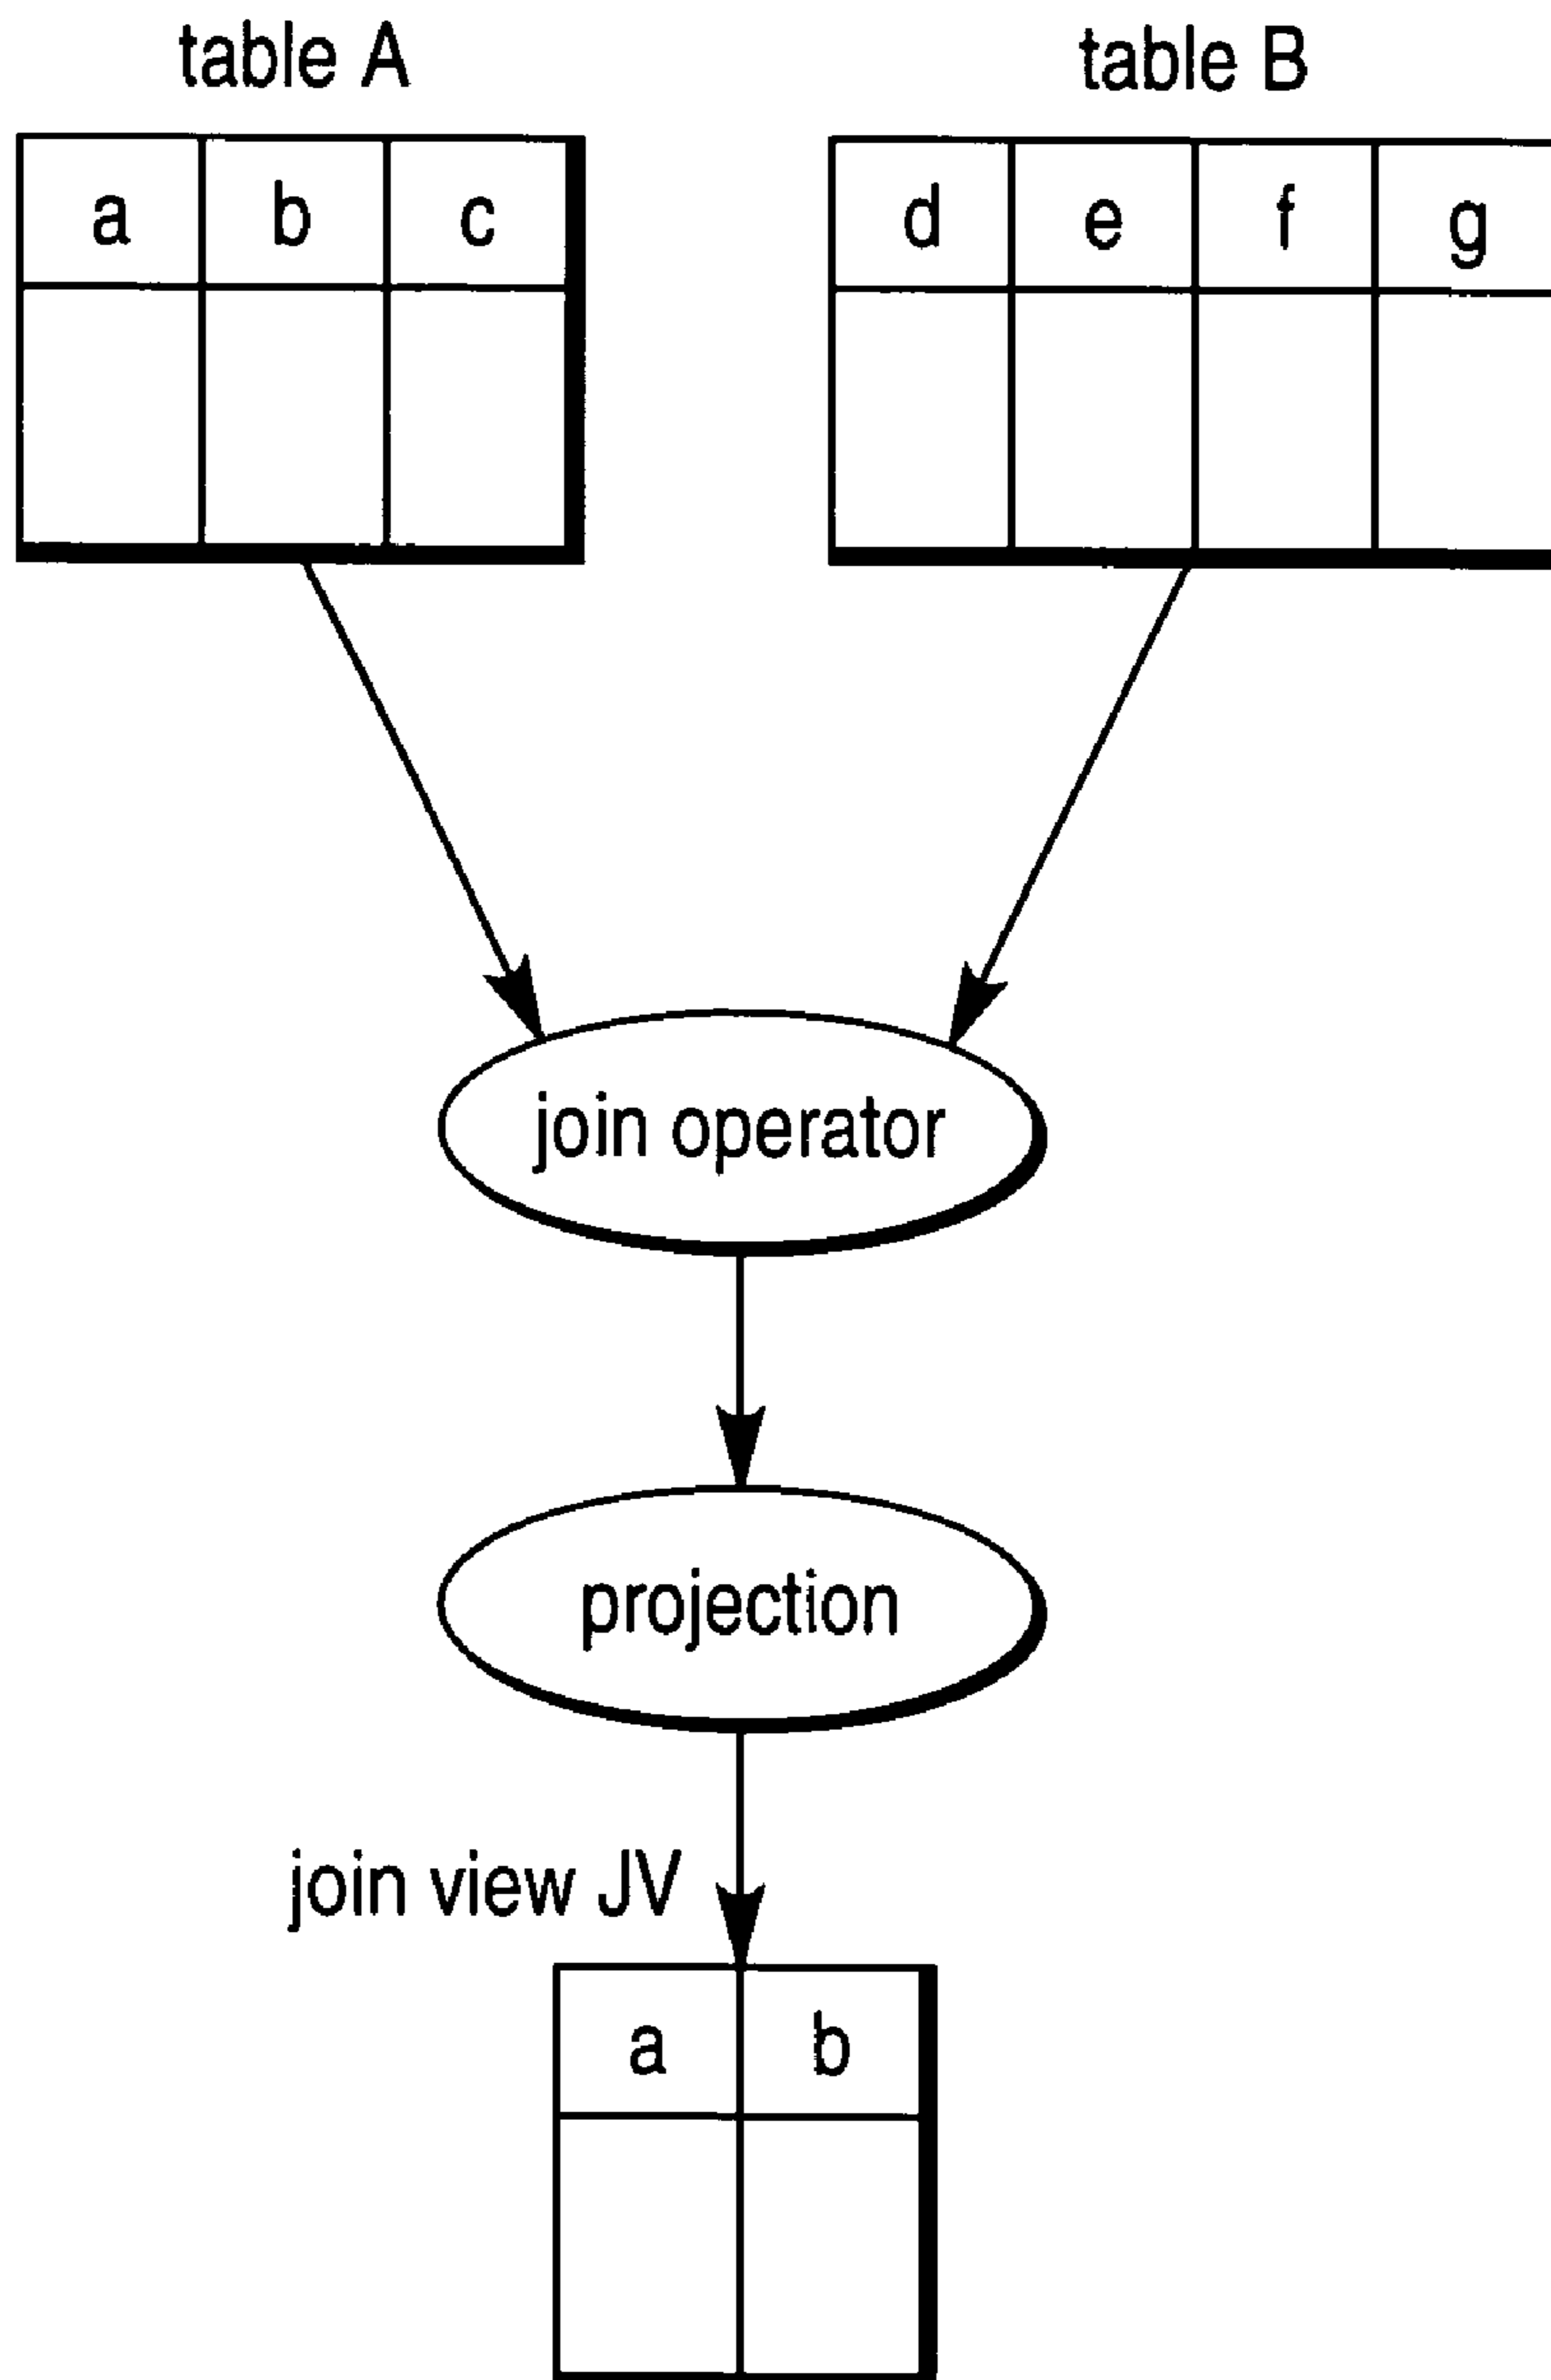 table A
table B
a b c
d e f g
join operator
projection
join view JV
a b